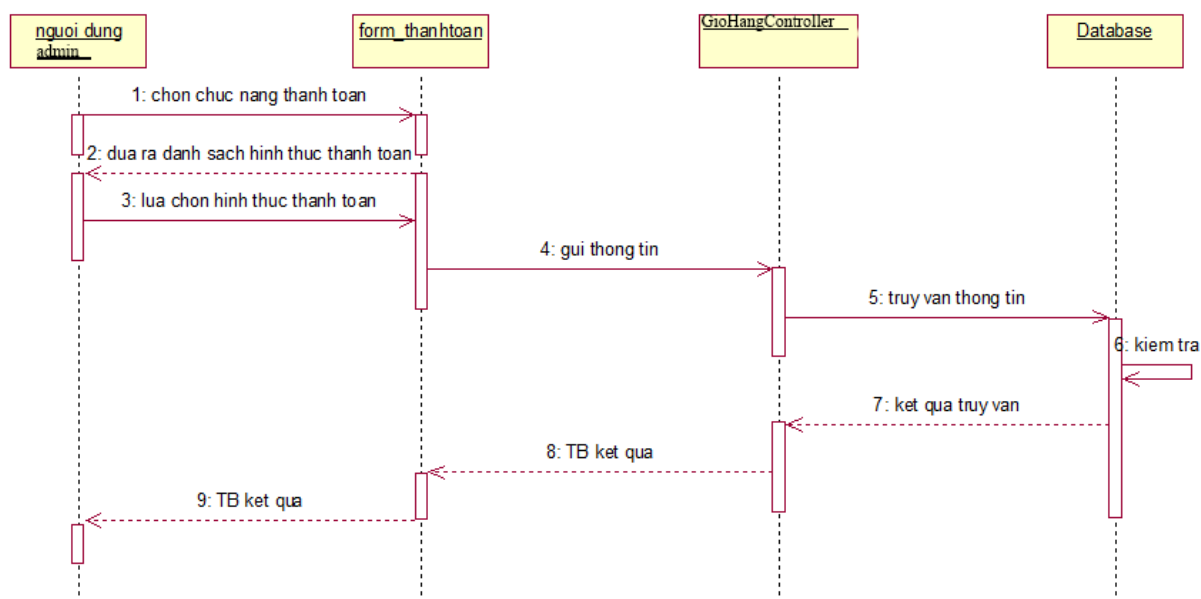 nguoi dung
admin
form_thanhtoan
GioHangController
Database
1: chon chuc nang thanh toan
2: dua ra danh sach hinh thuc thanh toan
3: lua chon hinh thuc thanh toan
4: gui thong tin
5: truy van thong tin
6: kiem tra
7: ket qua truy van
8: TB ket qua
9: TB ket qua